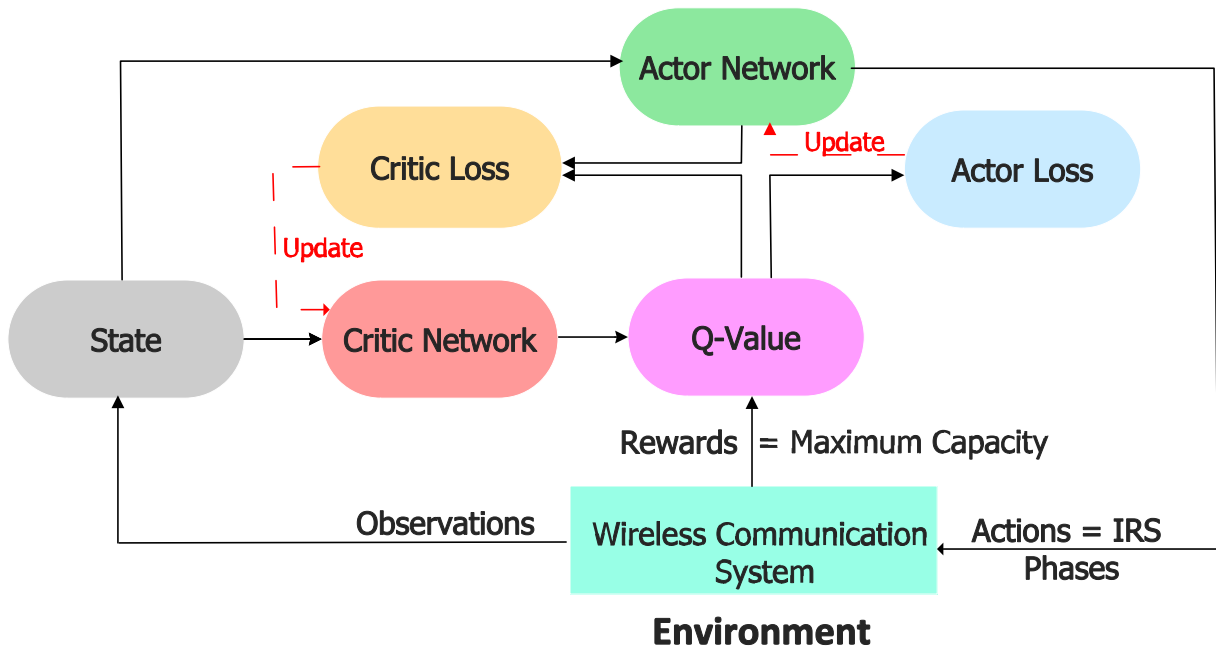 Actor Network
Update
Critic Loss
Actor Loss
Update
State
Critic Network
Q-Value
Rewards = Maximum Capacity
Observations
Wireless Communication
System
Actions = IRS
Phases
Environment